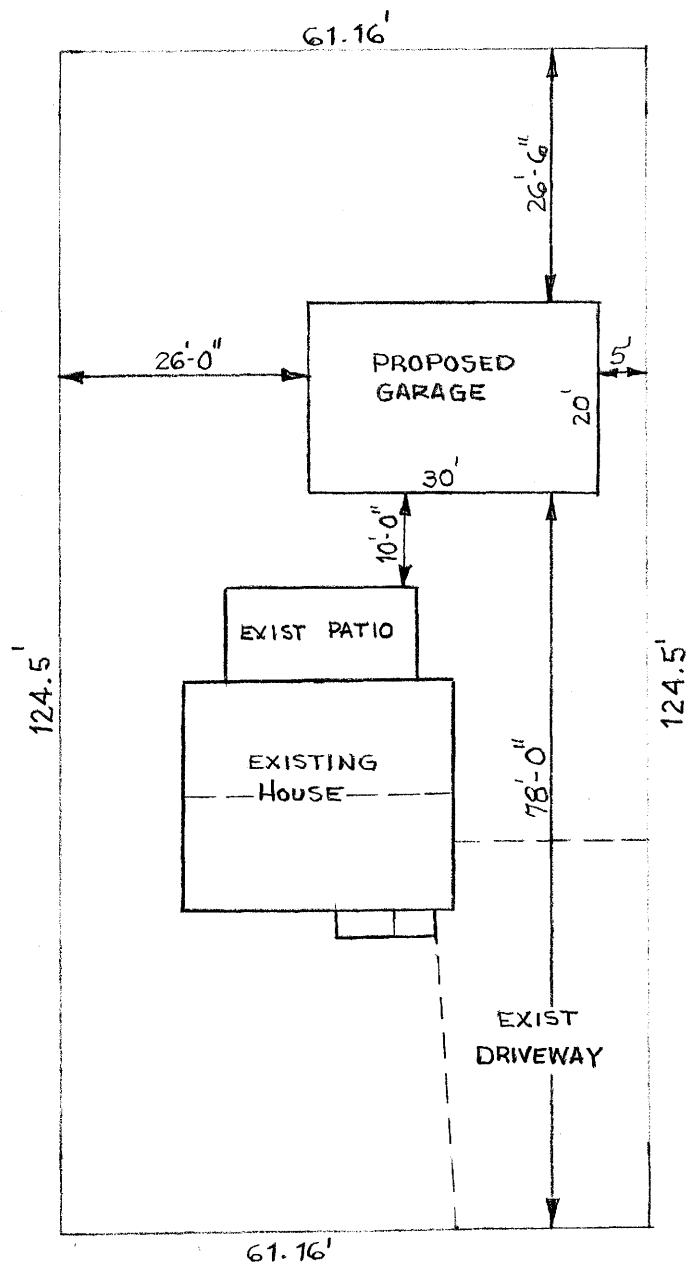 61.16'
26'-6"
26'-0"
PROPOSED
GARAGE
5'
20'
30'
10'-0"
EXIST PATIO
124.5'
124.5'
EXISTING
HOUSE
78'-0"
EXIST
DRIVEWAY
61.16'